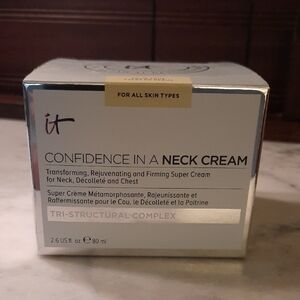 FOR ALL SKIN TYPES
it
CONFIDENCE IN A NECK CREAM
Transforming, Rejuvenating and Firming Super Cream
for Neck, Décolleté and Chest
Super Crème Métamorphosante, Rajeunissante et
Raffermissante pour le Cou, le Décolleté et la Poitrine
TRI-STRUCTURAL COMPLEX
2.6 US fl. oz. ℮ 80 ml